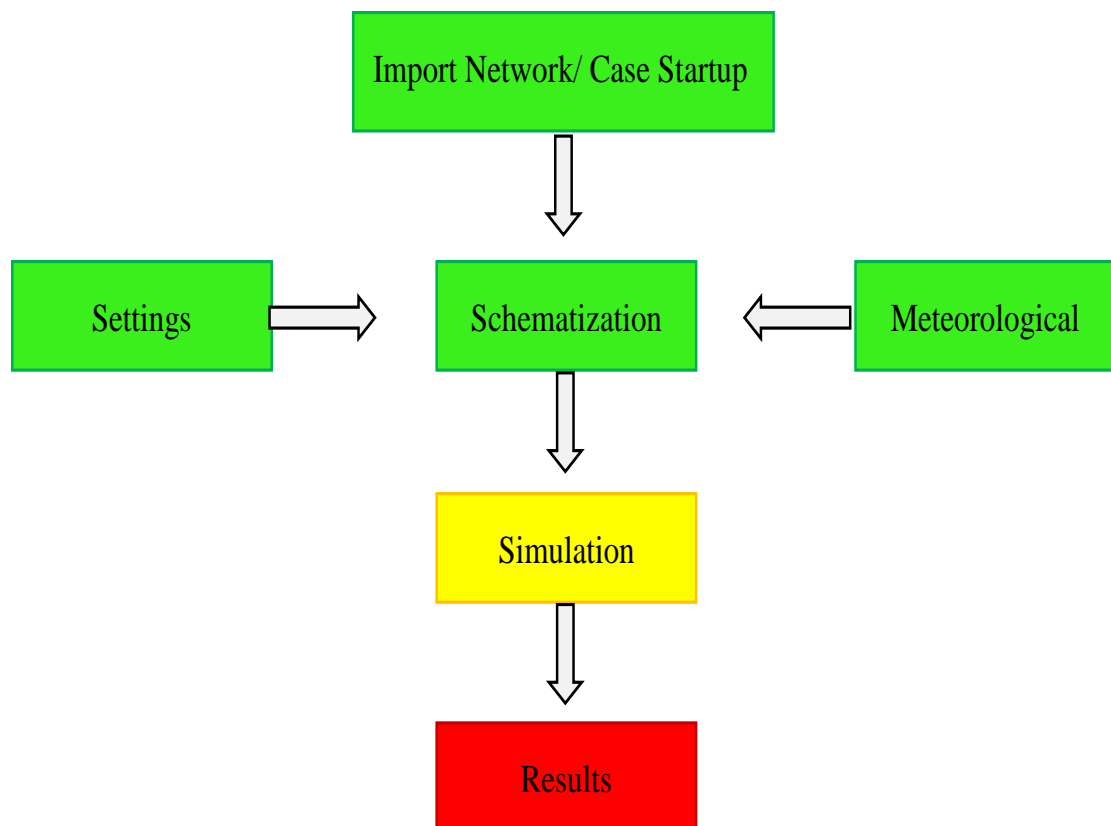 Import Network/ Case Startup
Settings
Schematization
Meteorological
Simulation
Results